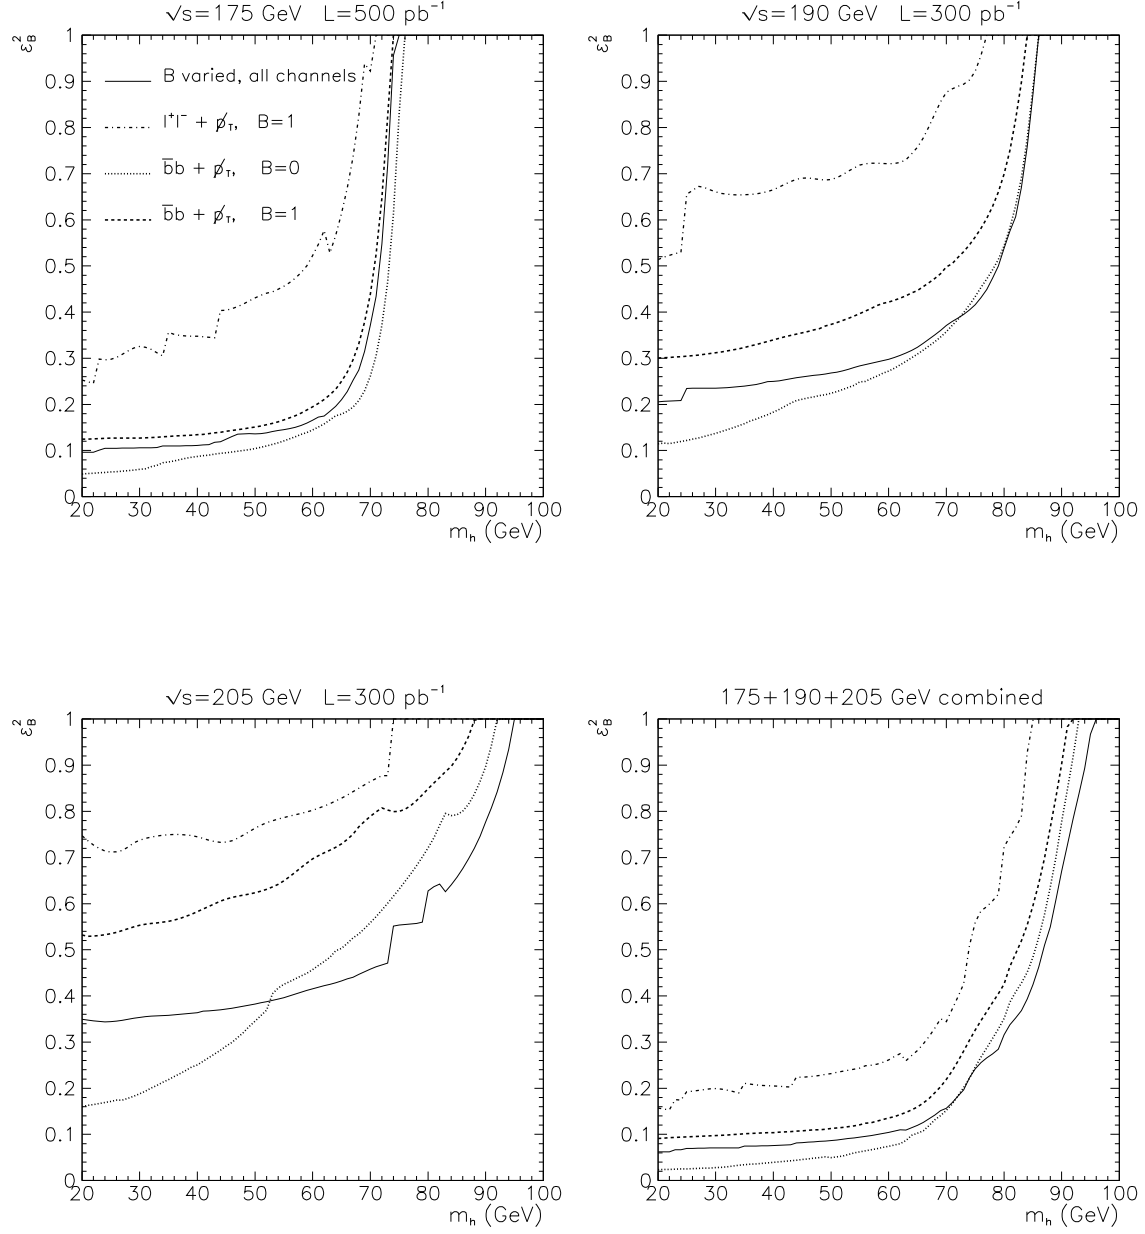 √s=175 GeV L=500 pb⁻¹
ε²_B
1
0.9
0.8
0.7
0.6
0.5
0.4
0.3
0.2
0.1
0
B varied, all channels
l⁺l⁻ + p̸_T, B=1
b̅b + p̸_T, B=0
b̅b + p̸_T, B=1
20 30 40 50 60 70 80 90 100
m_h (GeV)
√s=190 GeV L=300 pb⁻¹
ε²_B
1
0.9
0.8
0.7
0.6
0.5
0.4
0.3
0.2
0.1
0
20 30 40 50 60 70 80 90 100
m_h (GeV)
√s=205 GeV L=300 pb⁻¹
ε²_B
1
0.9
0.8
0.7
0.6
0.5
0.4
0.3
0.2
0.1
0
20 30 40 50 60 70 80 90 100
m_h (GeV)
175+190+205 GeV combined
ε²_B
1
0.9
0.8
0.7
0.6
0.5
0.4
0.3
0.2
0.1
0
20 30 40 50 60 70 80 90 100
m_h (GeV)